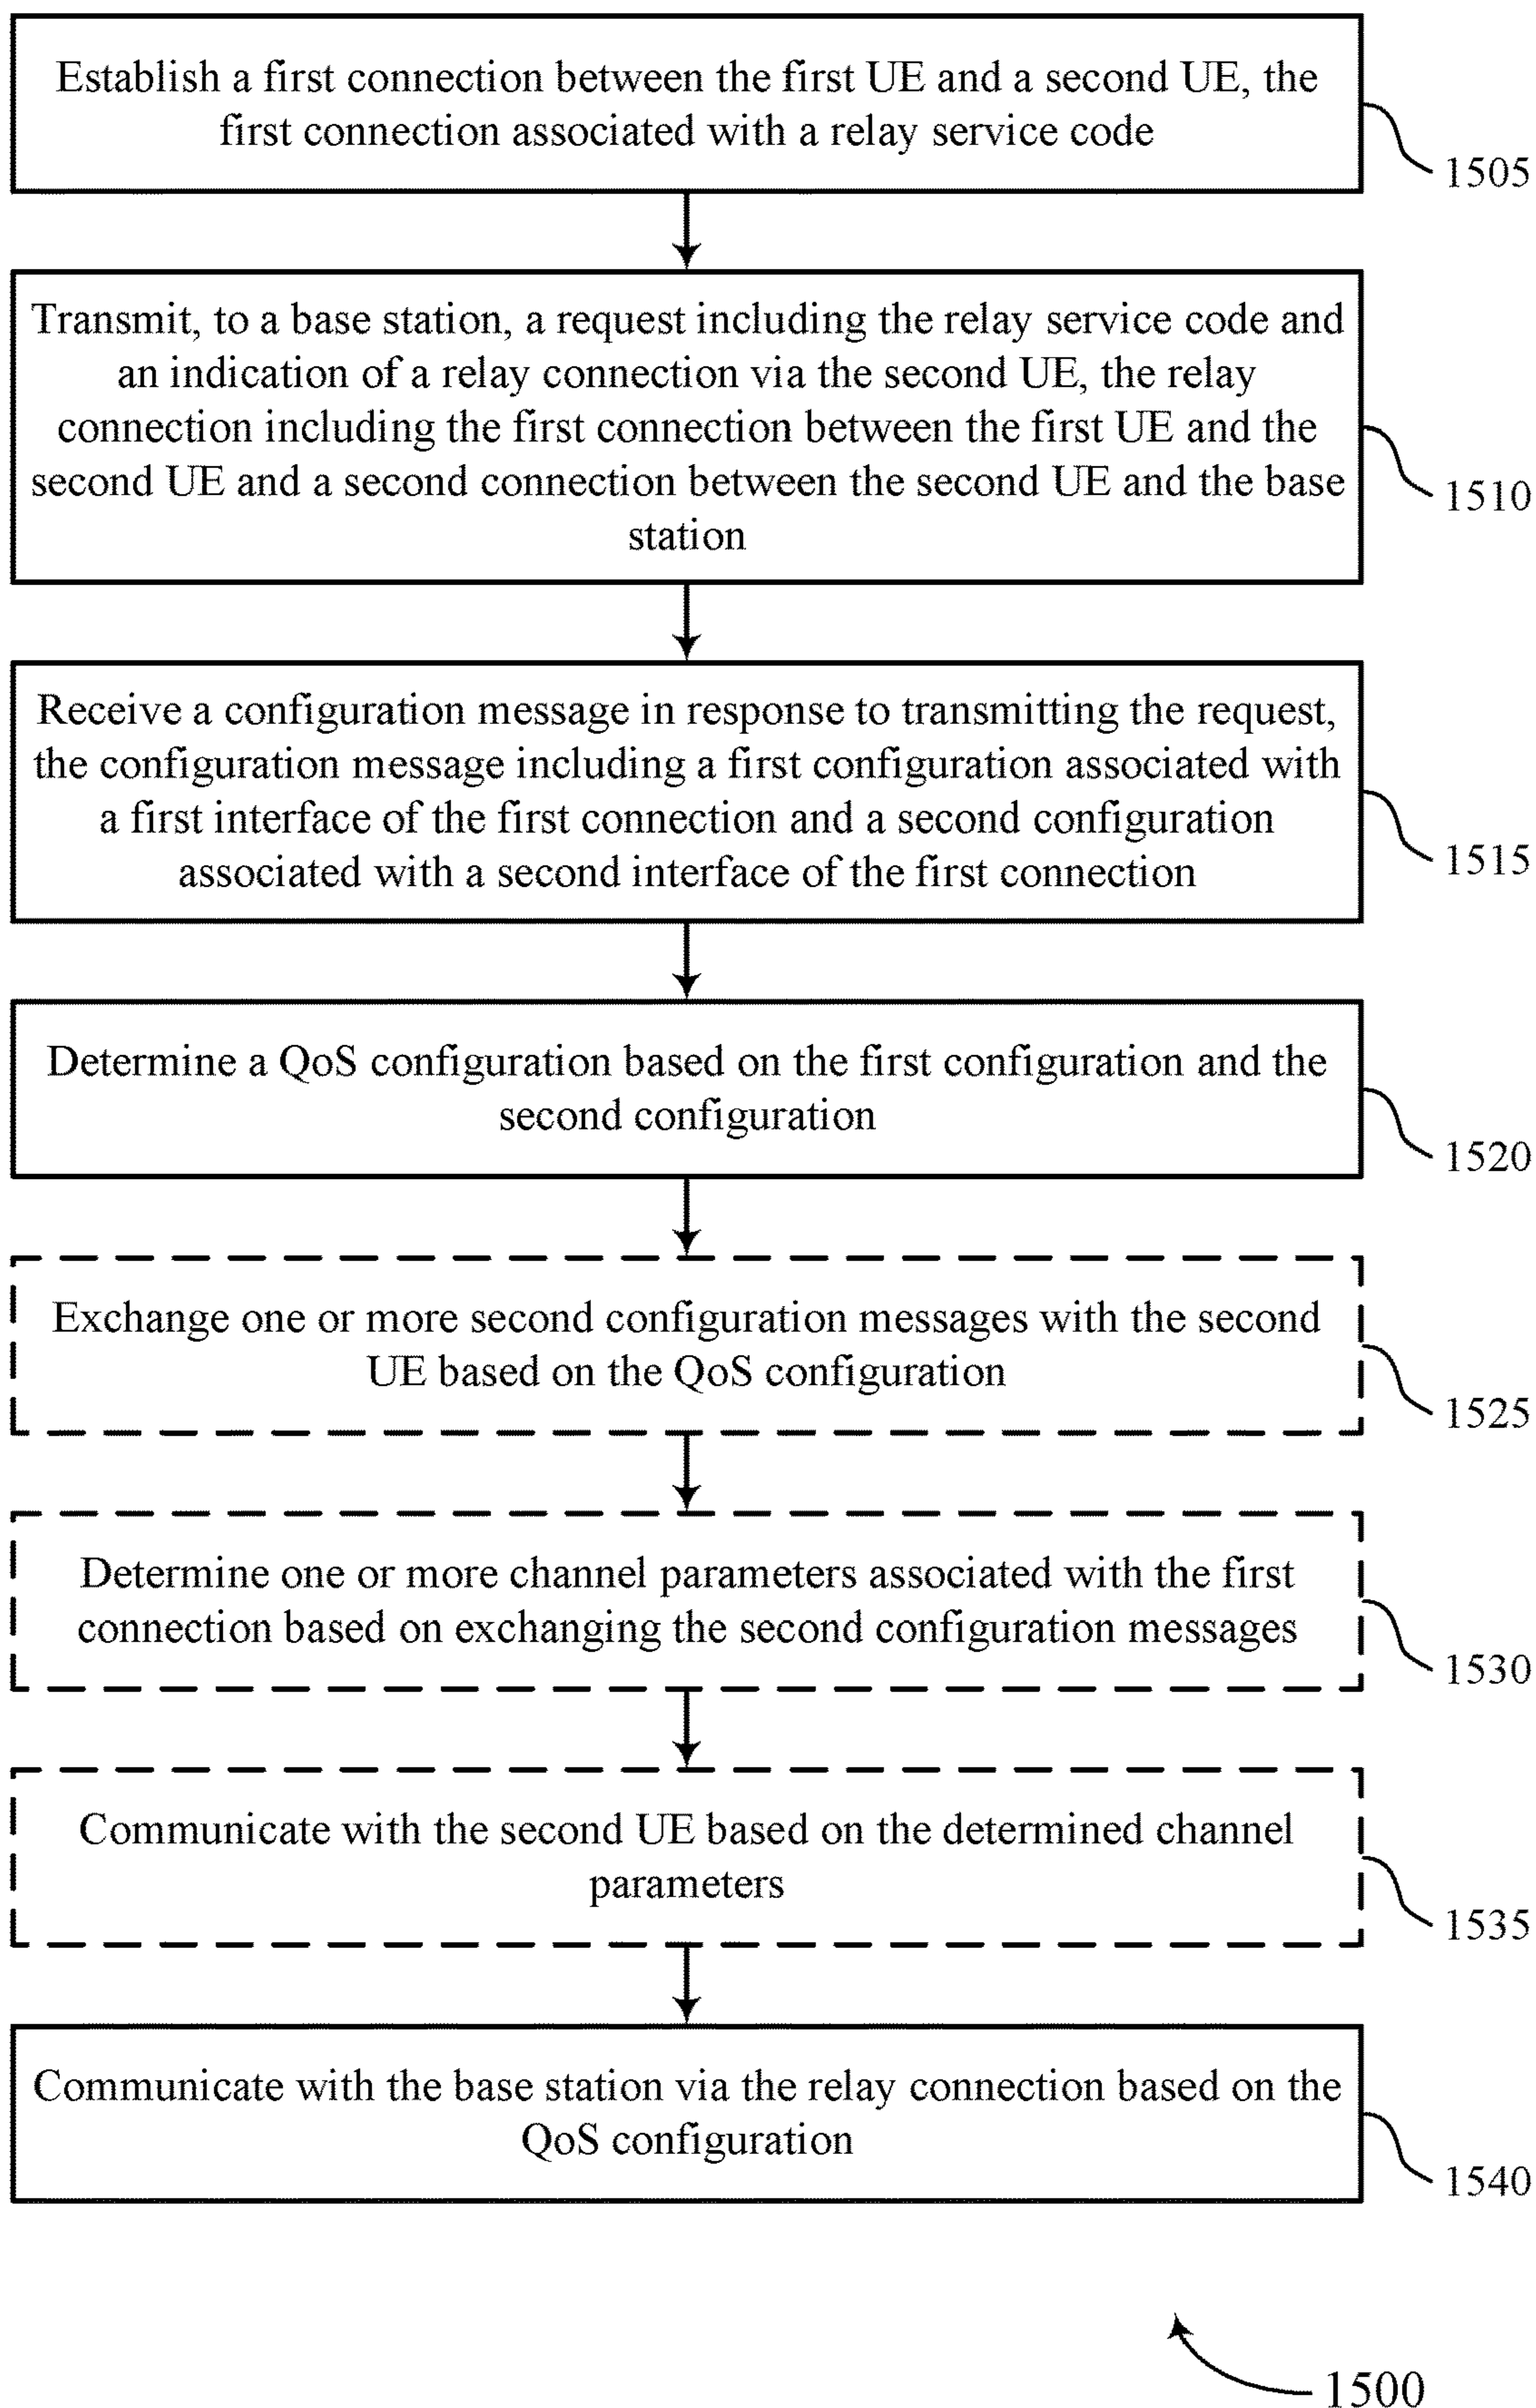 Establish a first connection between the first UE and a second UE, the
first connection associated with a relay service code
1505
Transmit, to a base station, a request including the relay service code and
an indication of a relay connection via the second UE, the relay
connection including the first connection between the first UE and the
second UE and a second connection between the second UE and the base
station
1510
Receive a configuration message in response to transmitting the request,
the configuration message including a first configuration associated with
a first interface of the first connection and a second configuration
associated with a second interface of the first connection
1515
Determine a QoS configuration based on the first configuration and the
second configuration
1520
Exchange one or more second configuration messages with the second
UE based on the QoS configuration
1525
Determine one or more channel parameters associated with the first
connection based on exchanging the second configuration messages
1530
Communicate with the second UE based on the determined channel
parameters
1535
Communicate with the base station via the relay connection based on the
QoS configuration
1540
1500